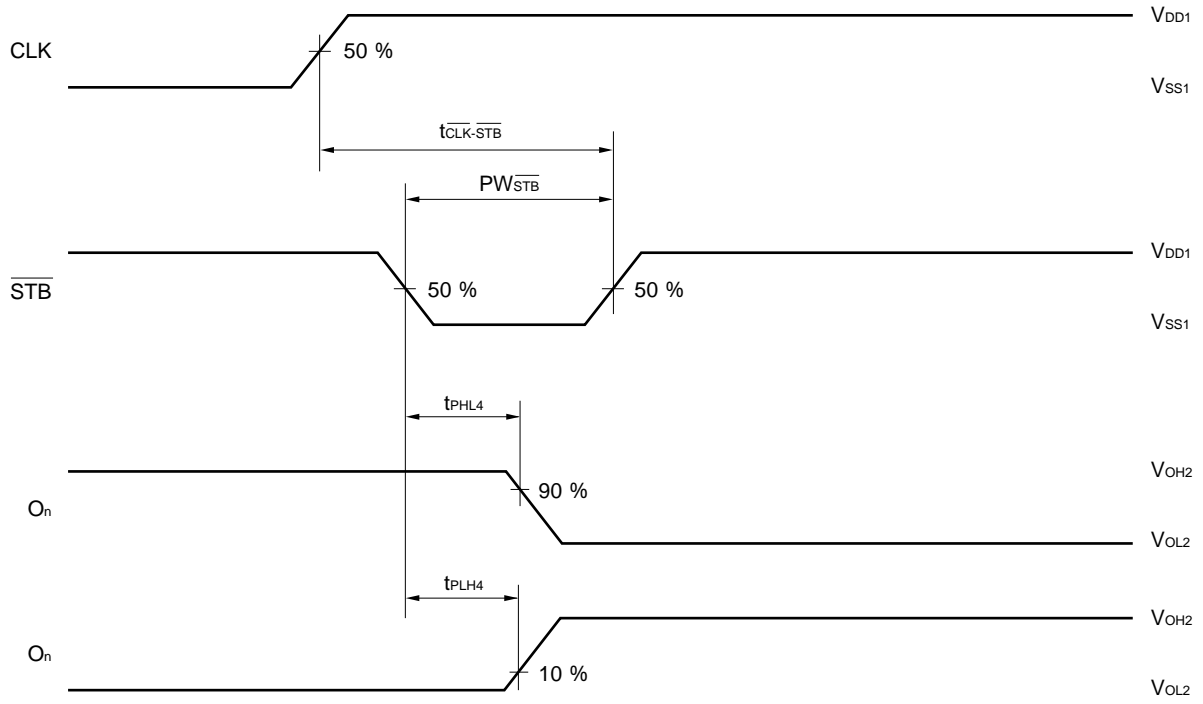 CLK
50 %
VDD1
VSS1
tCLK-STB
PWSTB
STB
50 %
50 %
VDD1
VSS1
tPHL4
On
90 %
VOH2
VOL2
tPLH4
On
10 %
VOH2
VOL2